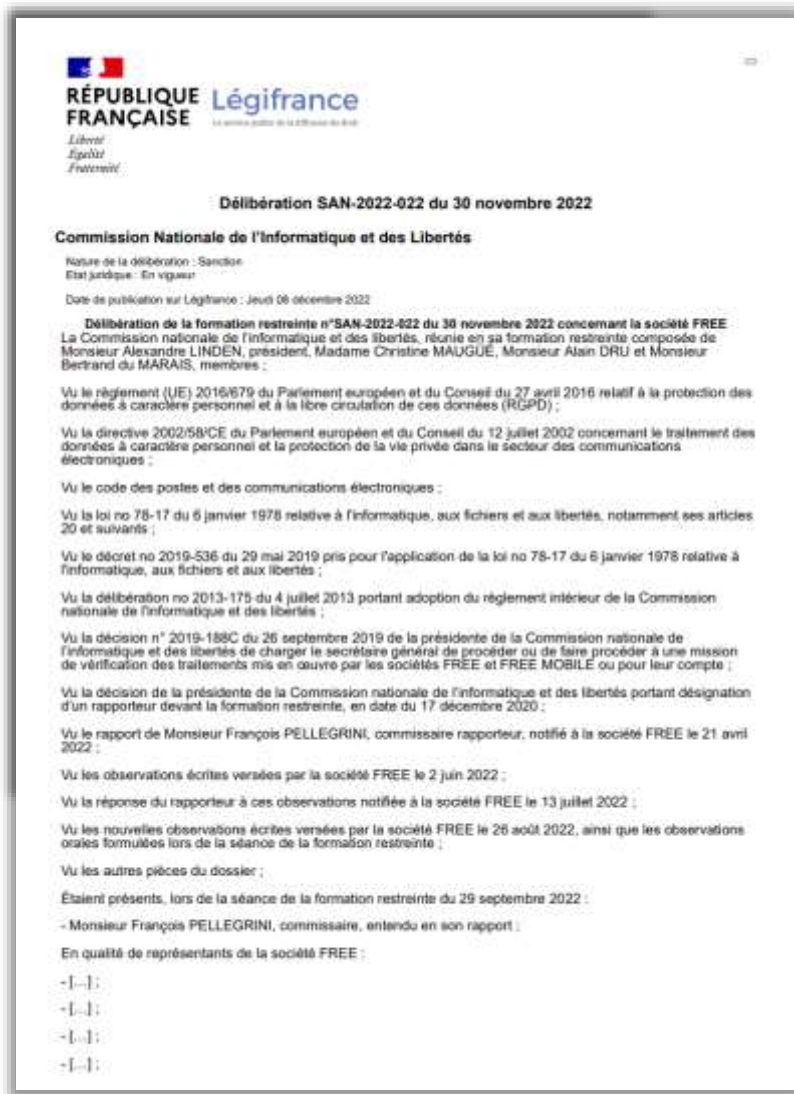 RÉPUBLIQUE
FRANÇAISE
Liberté
Égalité
Fraternité
Légifrance
Le service public de la diffusion du droit
Délibération SAN-2022-022 du 30 novembre 2022
Commission Nationale de l'Informatique et des Libertés
Nature de la délibération : Sanction
Etat juridique : En vigueur
Date de publication sur Légifrance : Jeudi 08 décembre 2022
Délibération de la formation restreinte n°SAN-2022-022 du 30 novembre 2022 concernant la société FREE
La Commission nationale de l'informatique et des libertés, réunie en sa formation restreinte composée de
Monsieur Alexandre LINDEN, président, Madame Christine MAUGÜÉ, Monsieur Alain DRU et Monsieur
Bertrand du MARAIS, membres ;
Vu le règlement (UE) 2016/679 du Parlement européen et du Conseil du 27 avril 2016 relatif à la protection des
données à caractère personnel et à la libre circulation de ces données (RGPD) ;
Vu la directive 2002/58/CE du Parlement européen et du Conseil du 12 juillet 2002 concernant le traitement des
données à caractère personnel et la protection de la vie privée dans le secteur des communications
électroniques ;
Vu le code des postes et des communications électroniques ;
Vu la loi no 78-17 du 6 janvier 1978 relative à l'informatique, aux fichiers et aux libertés, notamment ses articles
20 et suivants ;
Vu le décret no 2019-536 du 29 mai 2019 pris pour l'application de la loi no 78-17 du 6 janvier 1978 relative à
l'informatique, aux fichiers et aux libertés ;
Vu la délibération no 2013-175 du 4 juillet 2013 portant adoption du règlement intérieur de la Commission
nationale de l'informatique et des libertés ;
Vu la décision n° 2019-188C du 26 septembre 2019 de la présidente de la Commission nationale de
l'informatique et des libertés de charger le secrétaire général de procéder ou de faire procéder à une mission
de vérification des traitements mis en œuvre par les sociétés FREE et FREE MOBILE ou pour leur compte ;
Vu la décision de la présidente de la Commission nationale de l'informatique et des libertés portant désignation
d'un rapporteur devant la formation restreinte, en date du 17 décembre 2020 ;
Vu le rapport de Monsieur François PELLEGRINI, commissaire rapporteur, notifié à la société FREE le 21 avril
2022 ;
Vu les observations écrites versées par la société FREE le 2 juin 2022 ;
Vu la réponse du rapporteur à ces observations notifiée à la société FREE le 13 juillet 2022 ;
Vu les nouvelles observations écrites versées par la société FREE le 26 août 2022, ainsi que les observations
orales formulées lors de la séance de la formation restreinte ;
Vu les autres pièces du dossier ;
Étaient présents, lors de la séance de la formation restreinte du 29 septembre 2022 :
- Monsieur François PELLEGRINI, commissaire, entendu en son rapport ;
En qualité de représentants de la société FREE :
- [...] ;
- [...] ;
- [...] ;
- [...] ;